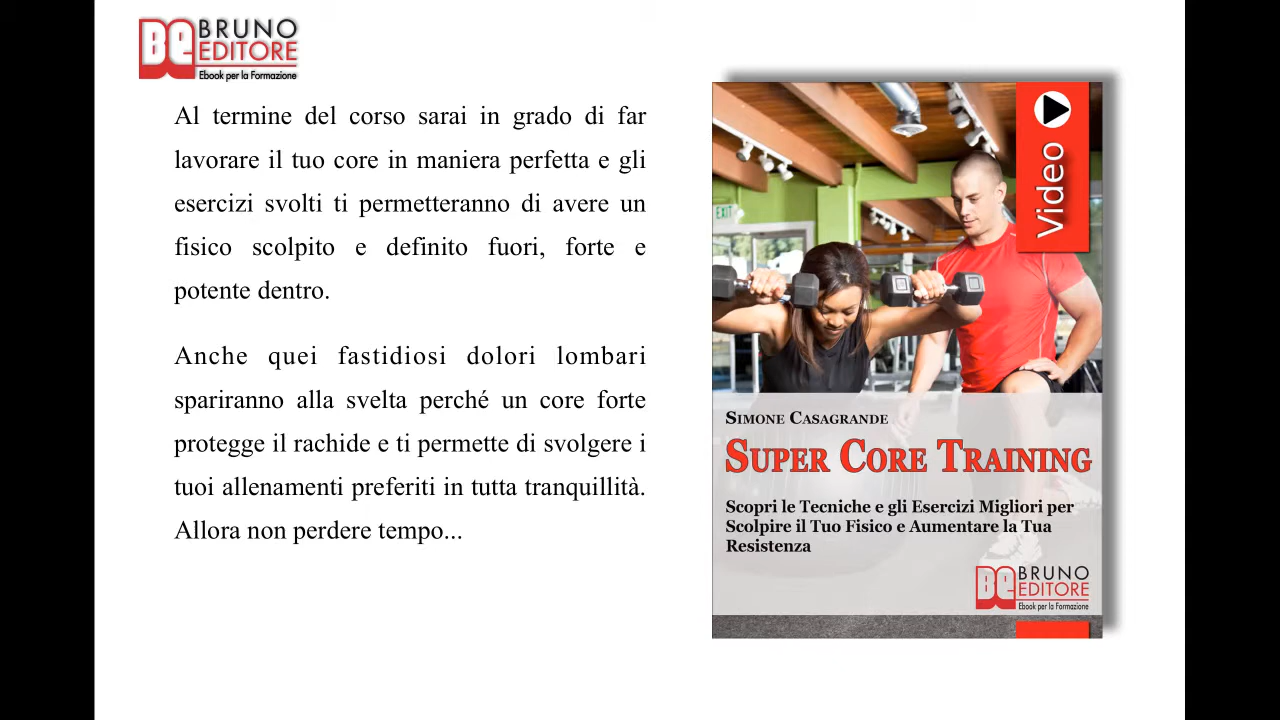 BRUNO
EDITORE
Ebook per la Formazione
Al termine del corso sarai in grado di far
lavorare il tuo core in maniera perfetta e gli
esercizi svolti ti permetteranno di avere un
fisico scolpito e definito fuori, forte e
potente dentro.
Anche quei fastidiosi dolori lombari
spariranno alla svelta perché un core forte
protegge il rachide e ti permette di svolgere i
tuoi allenamenti preferiti in tutta tranquillità.
Allora non perdere tempo...
Video
EXIT
SIMONE CASAGRANDE
SUPER CORE TRAINING
Scopri le Tecniche e gli Esercizi Migliori per
Scolpire il Tuo Fisico e Aumentare la Tua
Resistenza
BRUNO
EDITORE
Ebook per la Formazione